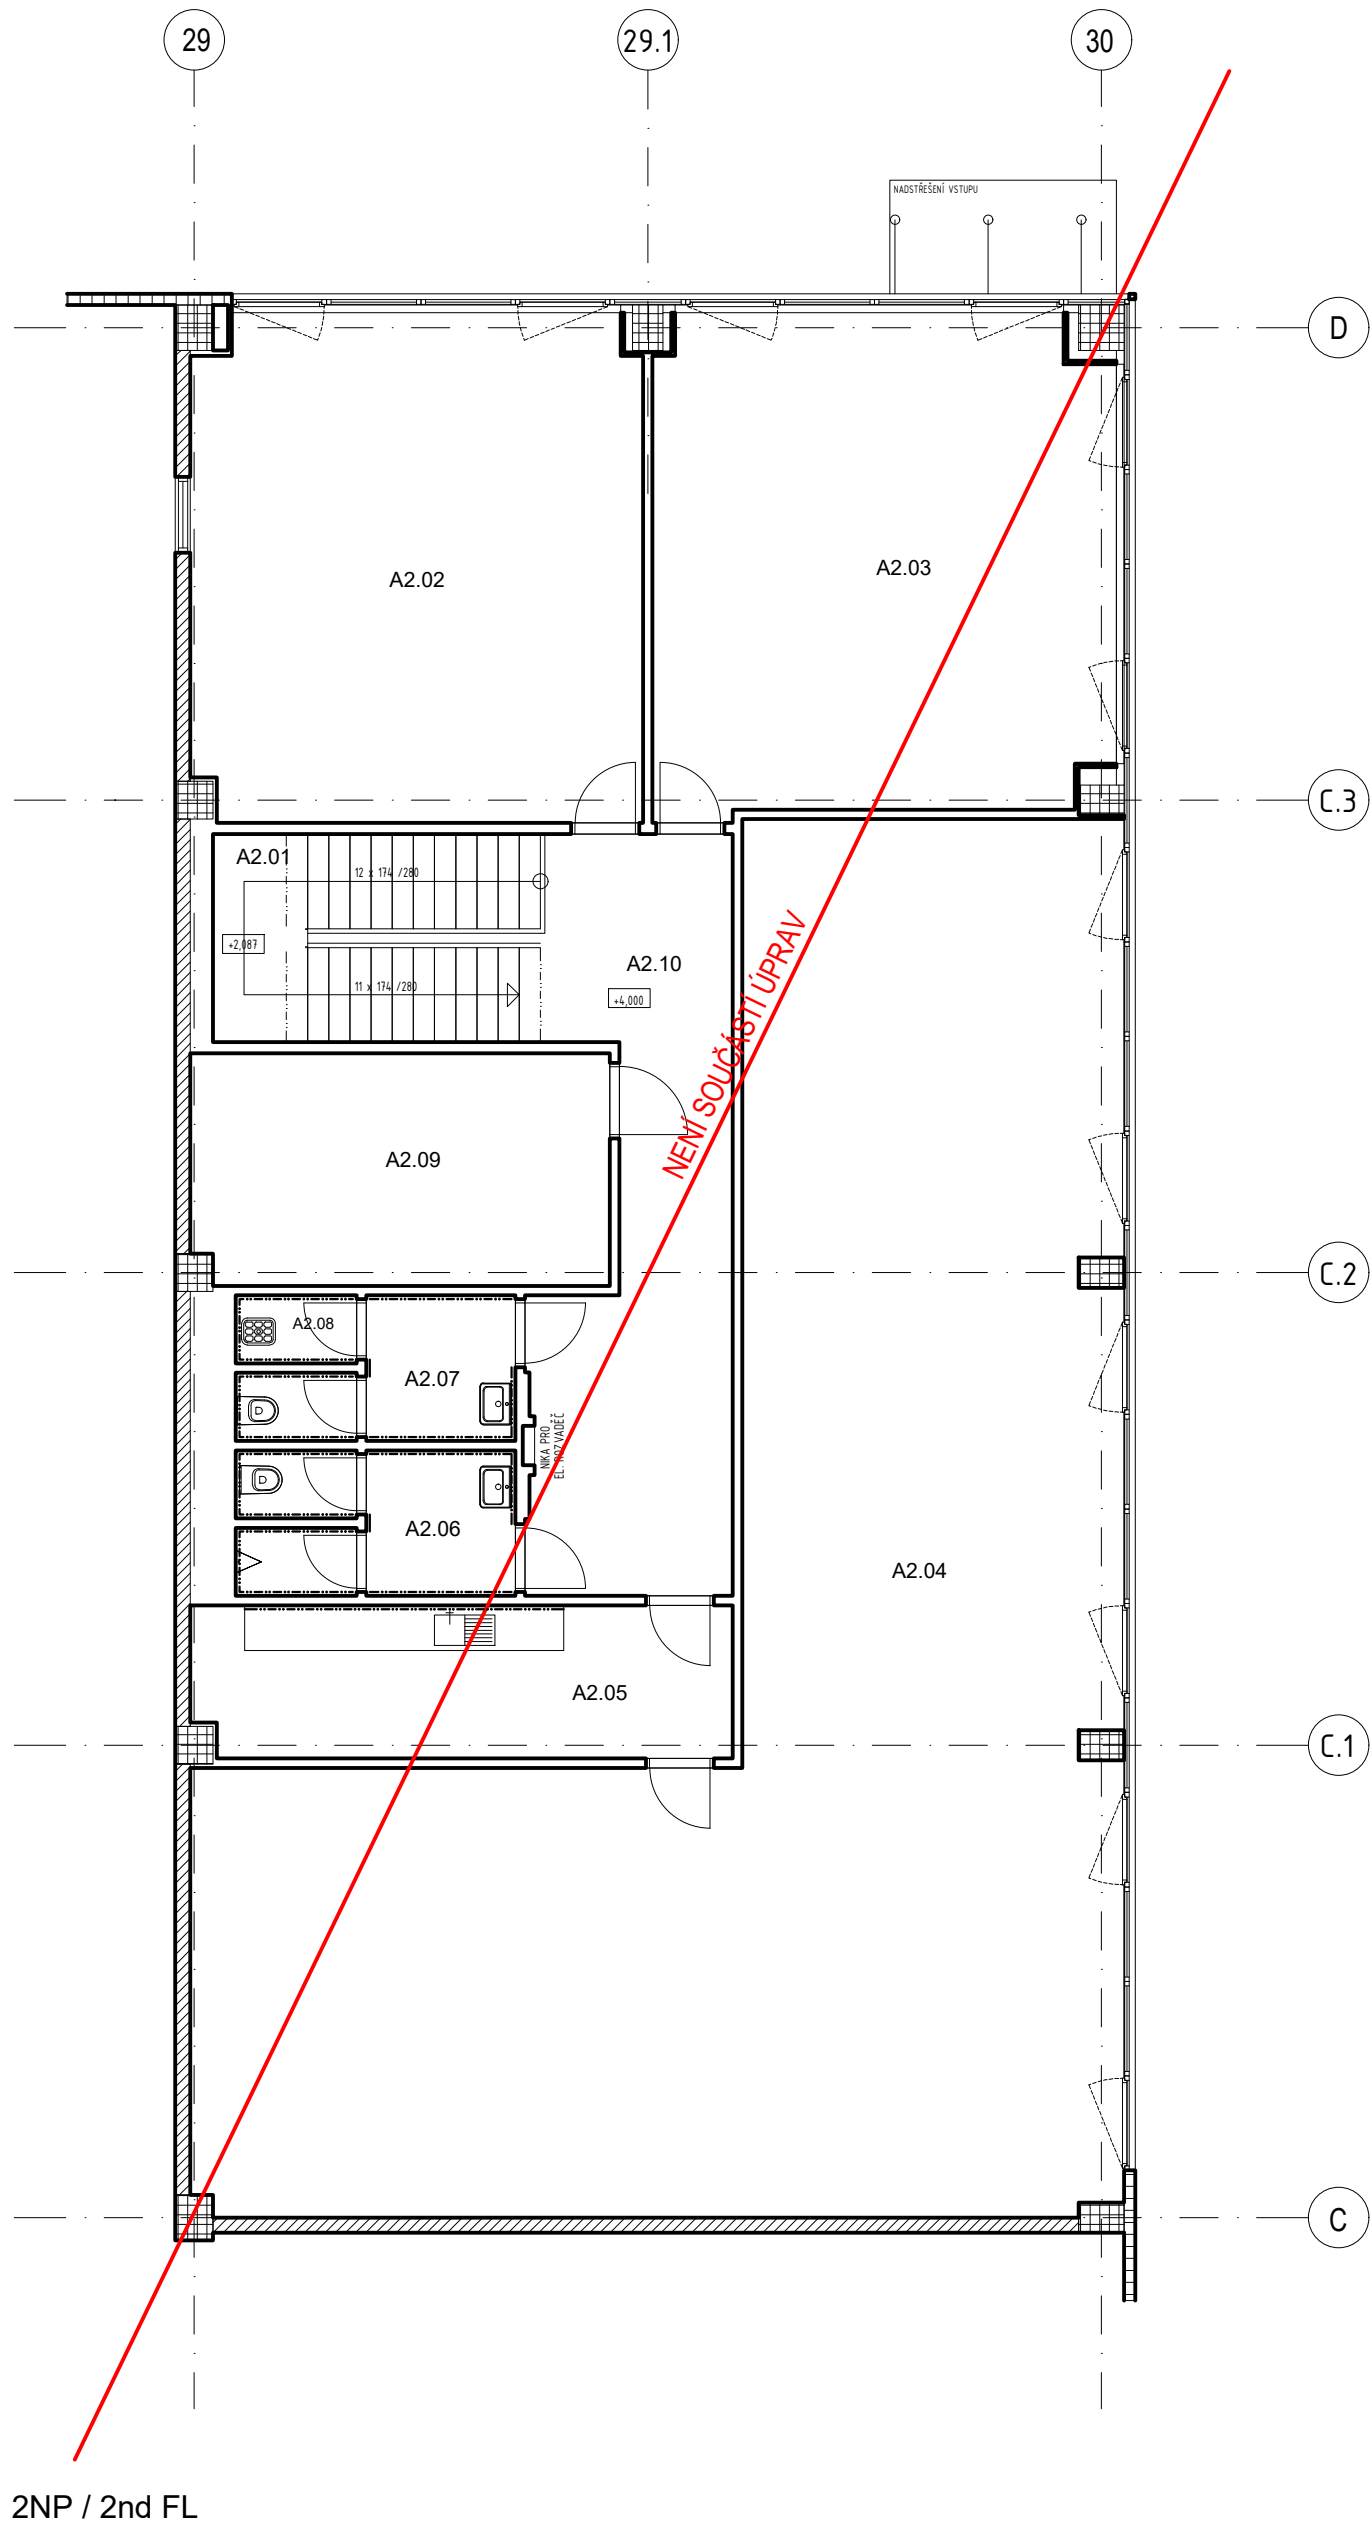 29
29.1
30
NADSTŘEŠENÍ VSTUPU
D
A2.02
A2.03
C.3
A2.01
12 x 174 /280
+2,087
A2.10
11 x 174 /280
+4,000
NENÍ SOUČÁSTÍ ÚPRAV
A2.09
C.2
A2.08
A2.07
NIKA PRO
EL. ROZVADĚČ
A2.06
A2.04
A2.05
C.1
C
2NP / 2nd FL